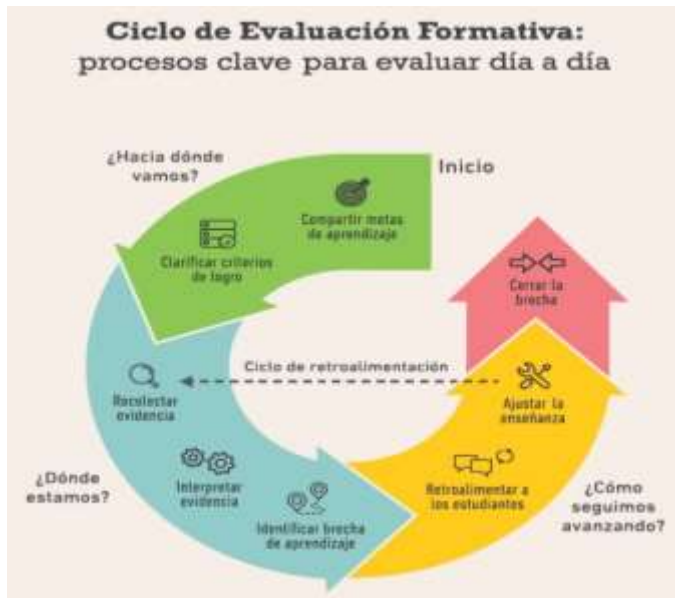 Ciclo de Evaluación Formativa:
procesos clave para evaluar día a día
Inicio
¿Hacia dónde
vamos?
Compartir metas
de aprendizaje
Clarificar criterios
de logro
¿Dónde
estamos?
Recolectar
evidencia
Interpretar
evidencia
Identificar brecha
de aprendizaje
¿Cómo
seguimos
avanzando?
Retroalimentar a
los estudiantes
Ajustar la
enseñanza
Ciclo de retroalimentación
Cerrar la
brecha